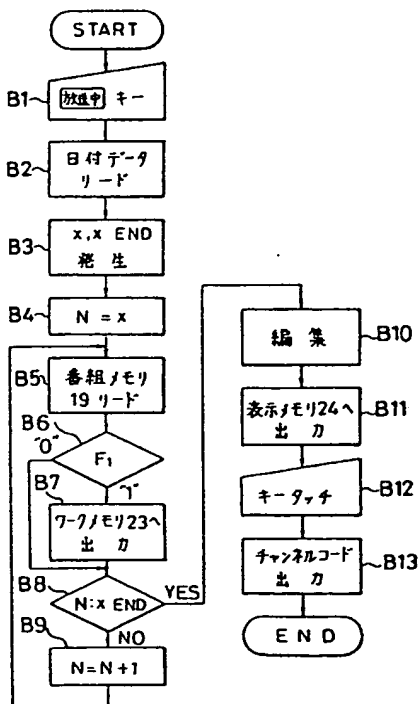 START
B1
放送中 キー
B2
日付データ
リード
B3
x,x END
発生
B4
N = x
B5
番組メモリ
19 リード
B6
"0"
F1
"1"
B7
ワークメモリ23へ
出力
B8
N:x END
YES
NO
B9
N=N+1
編集
B10
表示メモリ24へ
出力
B11
キータッチ
B12
チャンネルコード
出力
B13
END